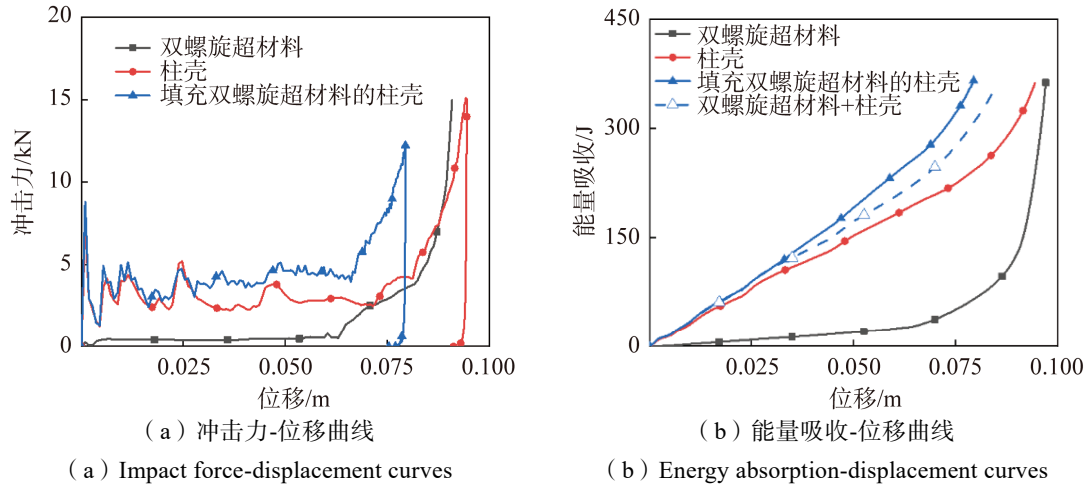 20
15
10
5
0
冲击力/kN
双螺旋超材料
柱壳
填充双螺旋超材料的柱壳
0.025
0.050
0.075
0.100
位移/m
（a）冲击力-位移曲线
（a）Impact force-displacement curves
450
300
150
0
能量吸收/J
双螺旋超材料
柱壳
填充双螺旋超材料的柱壳
双螺旋超材料+柱壳
0.025
0.050
0.075
0.100
位移/m
（b）能量吸收-位移曲线
（b）Energy absorption-displacement curves